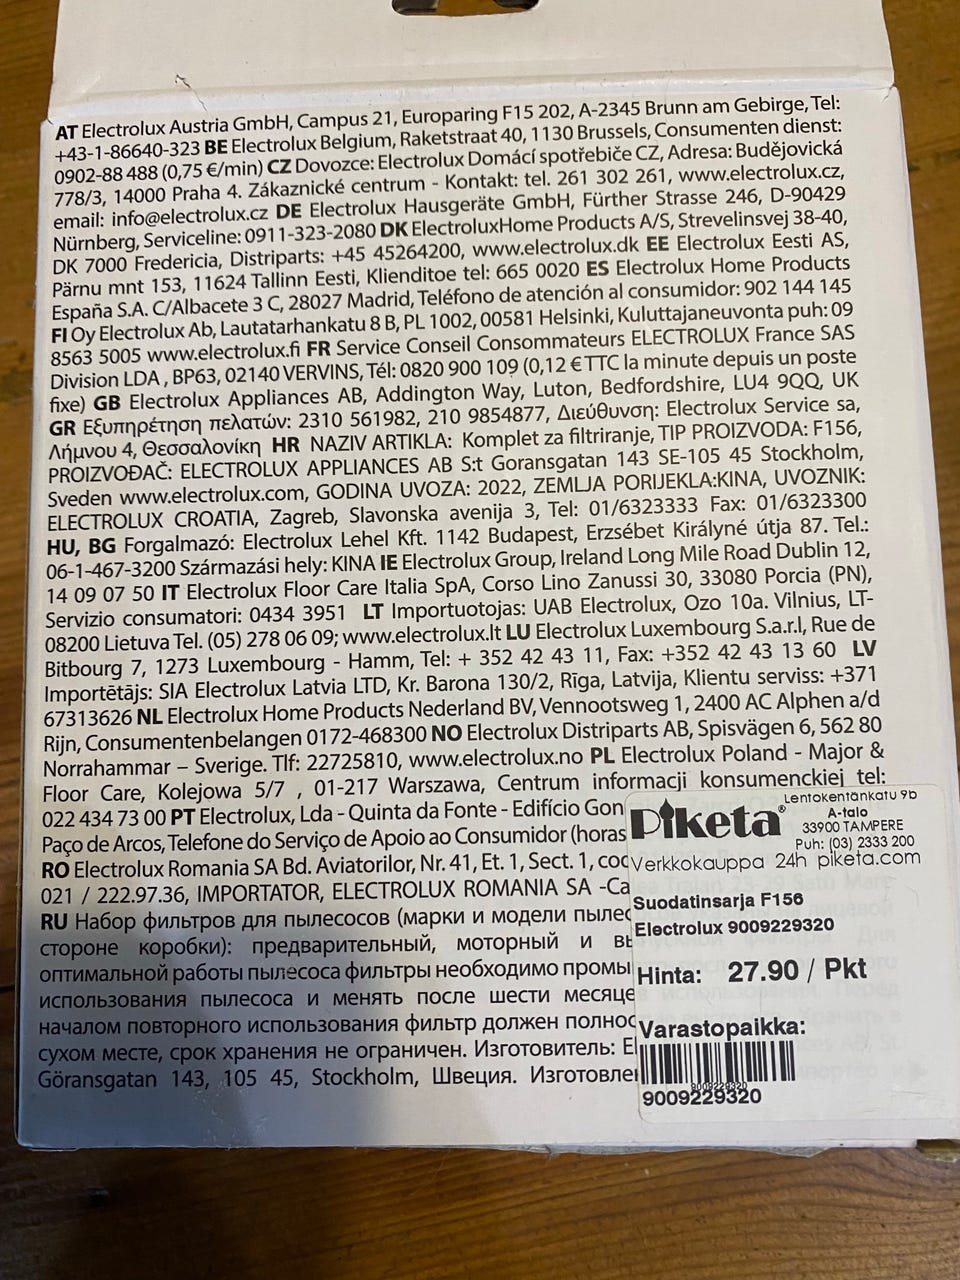 AT Electrolux Austria GmbH, Campus 21, Europaring F15 202, A-2345 Brunn am Gebirge, Tel:
+43-1-86640-323 BE Electrolux Belgium, Raketstraat 40, 1130 Brussels, Consumenten dienst:
0902-88 488 (0,75 €/min) CZ Dovozce: Electrolux Domácí spotřebiče CZ, Adresa: Budějovická
778/3, 14000 Praha 4. Zákaznické centrum - Kontakt: tel. 261 302 261, www.electrolux.cz,
email: info@electrolux.cz DE Electrolux Hausgeräte GmbH, Fürther Strasse 246, D-90429
Nürnberg, Serviceline: 0911-323-2080 DK ElectroluxHome Products A/S, Strevelinsvej 38-40,
DK 7000 Fredericia, Distriparts: +45 45264200, www.electrolux.dk EE Electrolux Eesti AS,
Pärnu mnt 153, 11624 Tallinn Eesti, Klienditoe tel: 665 0020 ES Electrolux Home Products
España S.A. C/Albacete 3 C, 28027 Madrid, Teléfono de atención al consumidor: 902 144 145
FI Oy Electrolux Ab, Lautatarhankatu 8 B, PL 1002, 00581 Helsinki, Kuluttajaneuvonta puh: 09
8563 5005 www.electrolux.fi FR Service Conseil Consommateurs ELECTROLUX France SAS
Division LDA , BP63, 02140 VERVINS, Tél: 0820 900 109 (0,12 € TTC la minute depuis un poste
fixe) GB Electrolux Appliances AB, Addington Way, Luton, Bedfordshire, LU4 9QQ, UK
GR Εξυπηρέτηση πελατών: 2310 561982, 210 9854877, Διεύθυνση: Electrolux Service sa,
Λήμνου 4, Θεσσαλονίκη HR NAZIV ARTIKLA: Komplet za filtriranje, TIP PROIZVODA: F156,
PROIZVOĐAČ: ELECTROLUX APPLIANCES AB S:t Goransgatan 143 SE-105 45 Stockholm,
Sveden www.electrolux.com, GODINA UVOZA: 2022, ZEMLJA PORIJEKLA:KINA, UVOZNIK:
ELECTROLUX CROATIA, Zagreb, Slavonska avenija 3, Tel: 01/6323333 Fax: 01/6323300
HU, BG Forgalmazó: Electrolux Lehel Kft. 1142 Budapest, Erzsébet Királyné útja 87. Tel.:
06-1-467-3200 Származási hely: KINA IE Electrolux Group, Ireland Long Mile Road Dublin 12,
14 09 07 50 IT Electrolux Floor Care Italia SpA, Corso Lino Zanussi 30, 33080 Porcia (PN),
Servizio consumatori: 0434 3951 LT Importuotojas: UAB Electrolux, Ozo 10a. Vilnius, LT-
08200 Lietuva Tel. (05) 278 06 09; www.electrolux.lt LU Electrolux Luxembourg S.a.r.l, Rue de
Bitbourg 7, 1273 Luxembourg - Hamm, Tel: + 352 42 43 11, Fax: +352 42 43 13 60 LV
Importētājs: SIA Electrolux Latvia LTD, Kr. Barona 130/2, Rīga, Latvija, Klientu serviss: +371
67313626 NL Electrolux Home Products Nederland BV, Vennootsweg 1, 2400 AC Alphen a/d
Rijn, Consumentenbelangen 0172-468300 NO Electrolux Distriparts AB, Spisvägen 6, 562 80
Norrahammar – Sverige. Tlf: 22725810, www.electrolux.no PL Electrolux Poland - Major &
Floor Care, Kolejowa 5/7 , 01-217 Warszawa, Centrum informacji konsumenckiej tel:
022 434 73 00 PT Electrolux, Lda - Quinta da Fonte - Edifício Gon
Paço de Arcos, Telefone do Serviço de Apoio ao Consumidor (horas
RO Electrolux Romania SA Bd. Aviatorilor, Nr. 41, Et. 1, Sect. 1, coc
021 / 222.97.36, IMPORTATOR, ELECTROLUX ROMANIA SA -Ca
RU Набор фильтров для пылесосов (марки и модели пылес
стороне коробки): предварительный, моторный и вы
оптимальной работы пылесоса фильтры необходимо промы
использования пылесоса и менять после шести месяце
началом повторного использования фильтр должен полнос
сухом месте, срок хранения не ограничен. Изготовитель: El
Göransgatan 143, 105 45, Stockholm, Швеция. Изготовлен
Piketa®
Lentokentänkatu 9b
A-talo
33900 TAMPERE
Puh: (03) 2333 200
Verkkokauppa 24h piketa.com
Suodatinsarja F156
Electrolux 9009229320
Hinta: 27.90 / Pkt
Varastopaikka:
9009229320
9009229320